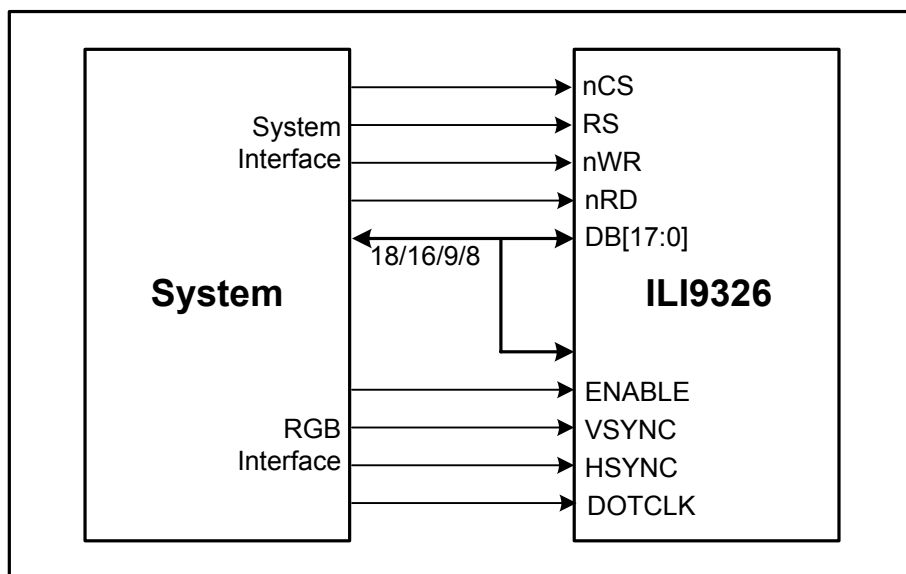 System
Interface
nCS
RS
nWR
nRD
DB[17:0]
18/16/9/8
System
ILI9326
RGB
Interface
ENABLE
VSYNC
HSYNC
DOTCLK